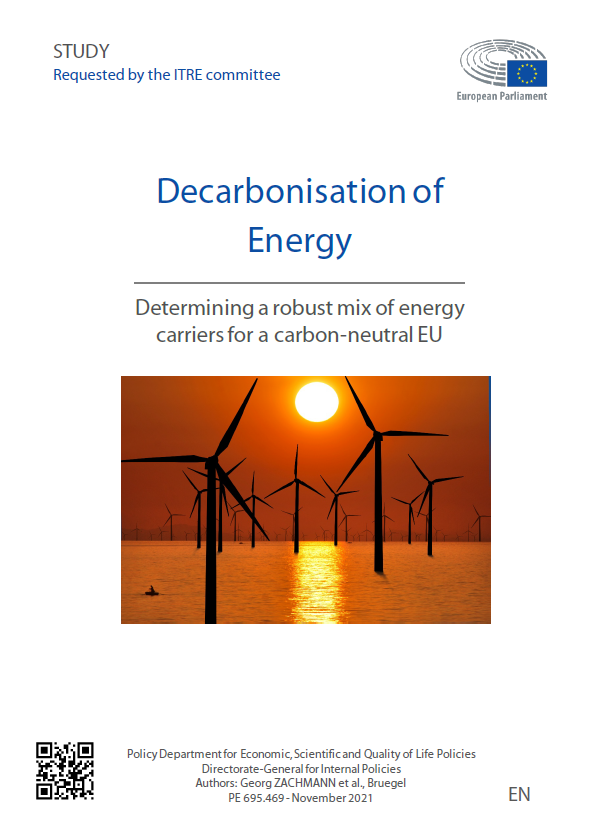 STUDY
Requested by the ITRE committee
European Parliament
Decarbonisation of
Energy
Determining a robust mix of energy
carriers for a carbon-neutral EU
Policy Department for Economic, Scientific and Quality of Life Policies
Directorate-General for Internal Policies
Authors: Georg ZACHMANN et al., Bruegel
PE 695.469 - November 2021
EN